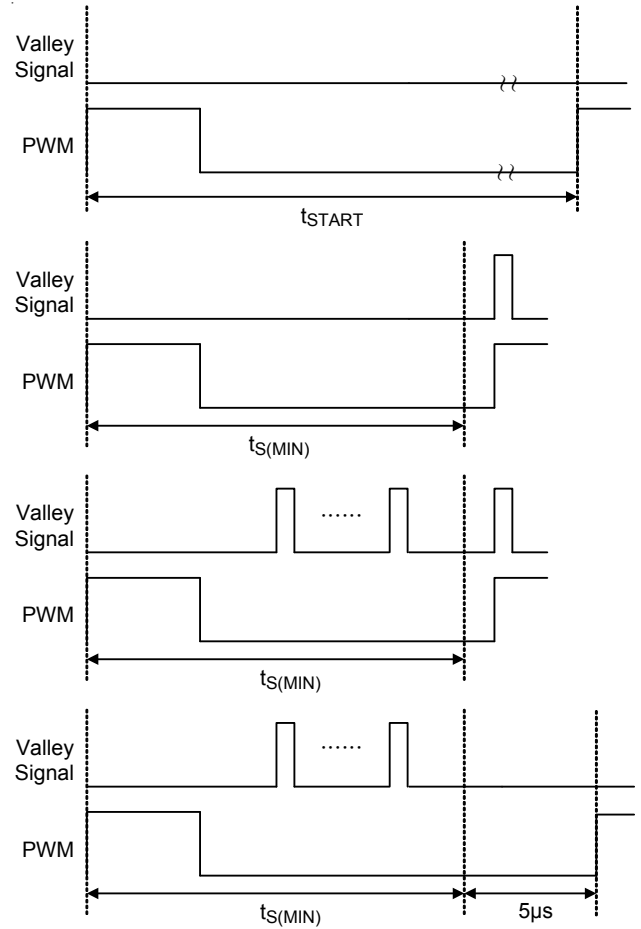 Valley
Signal
PWM
tSTART
Valley
Signal
PWM
tS(MIN)
Valley
Signal
......
PWM
tS(MIN)
Valley
Signal
......
PWM
tS(MIN)
5µs